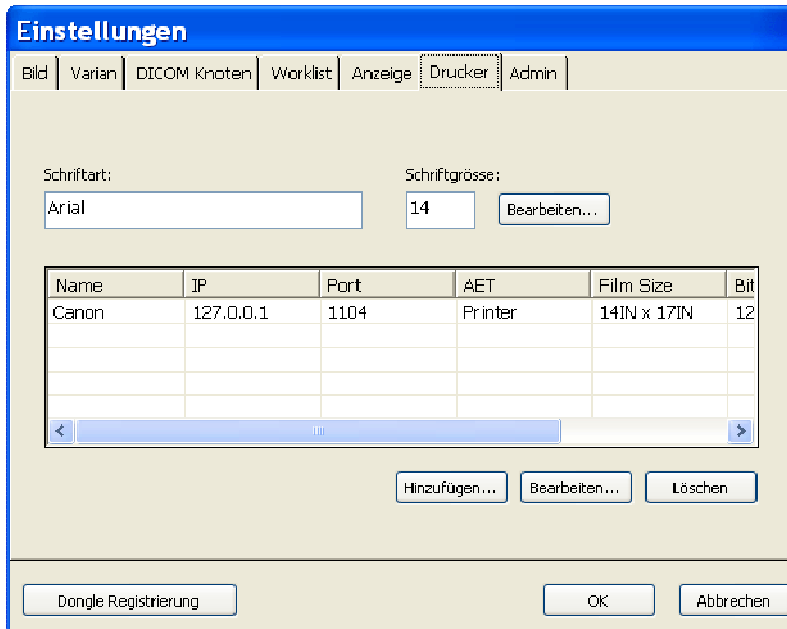 Einstellungen
Bild Varian DICOM Knoten Worklist Anzeige Drucker Admin
Schriftart: Schriftgrösse:
Arial 14 Bearbeiten...
Name IP Port AET Film Size Bit
Canon 127.0.0.1 1104 Printer 14IN x 17IN 12
Hinzufügen... Bearbeiten... Löschen
Dongle Registrierung OK Abbrechen